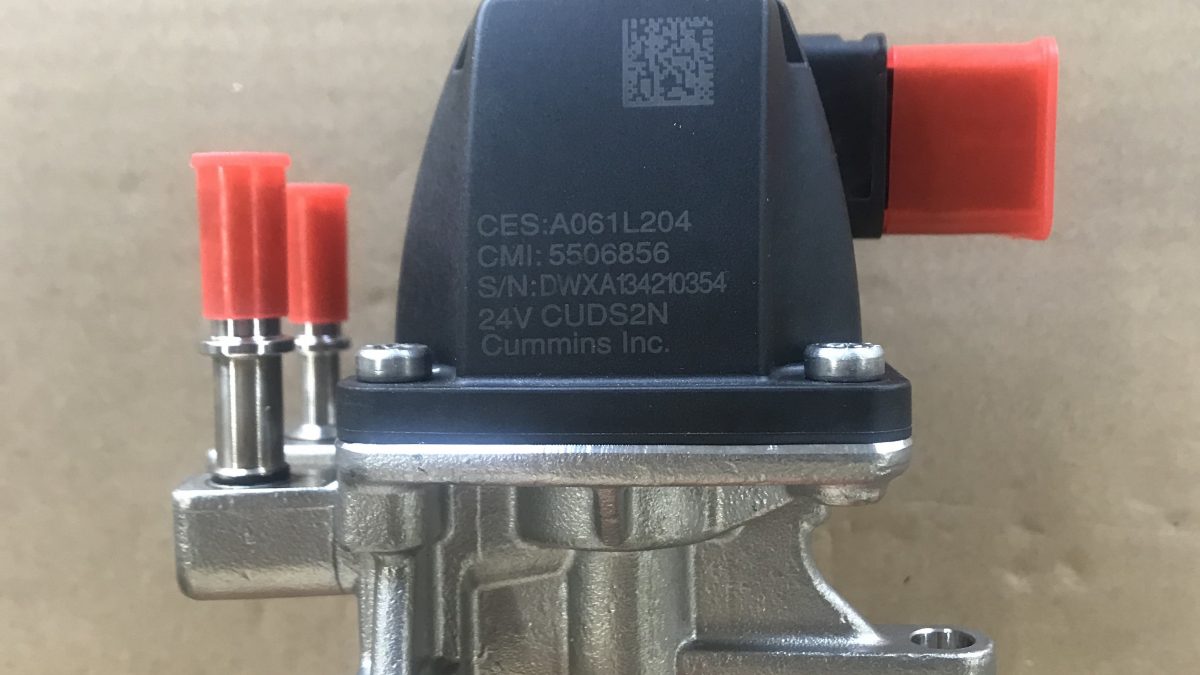 CES:A061L204
CMI: 5506856
S/N:DWXA134210354
24V CUDS2N
Cummins Inc.